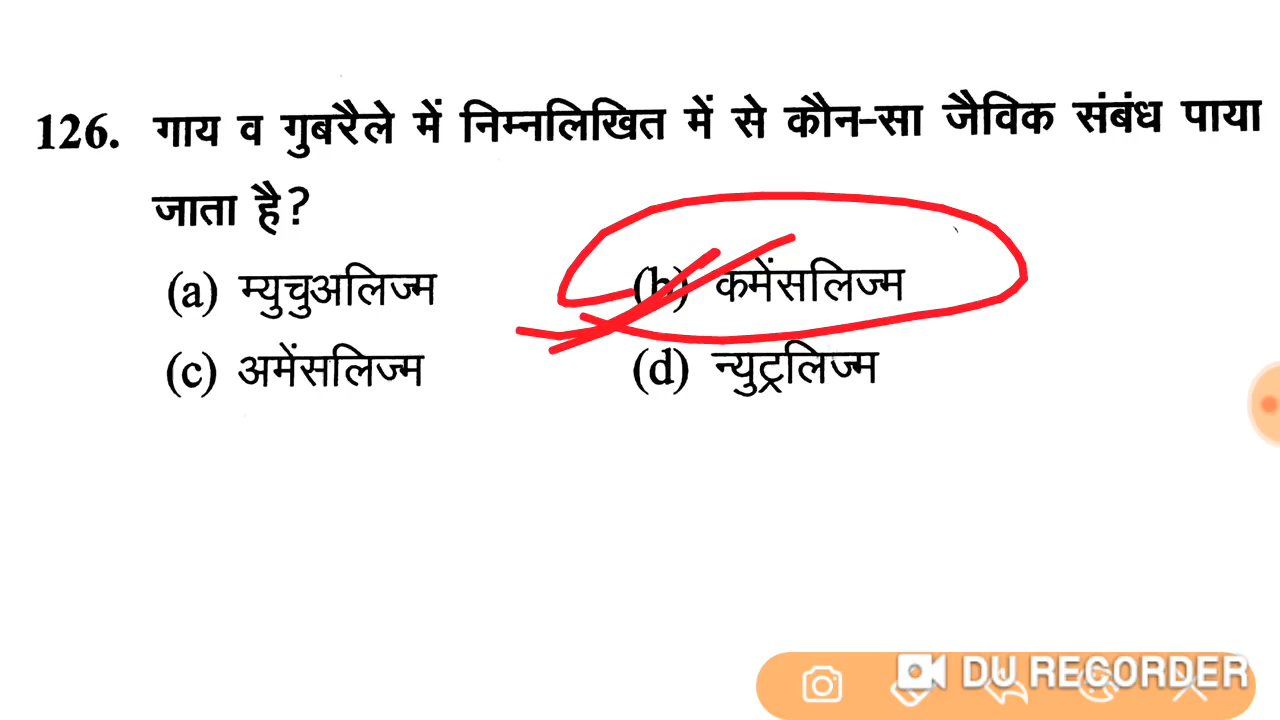 126. गाय व गुबरैले में निम्नलिखित में से कौन-सा जैविक संबंध पाया
जाता है?
(a) म्युचुअलिज्म (b) कमेंसलिज्म
(c) अमेंसलिज्म (d) न्युट्रलिज्म
DU RECORDER